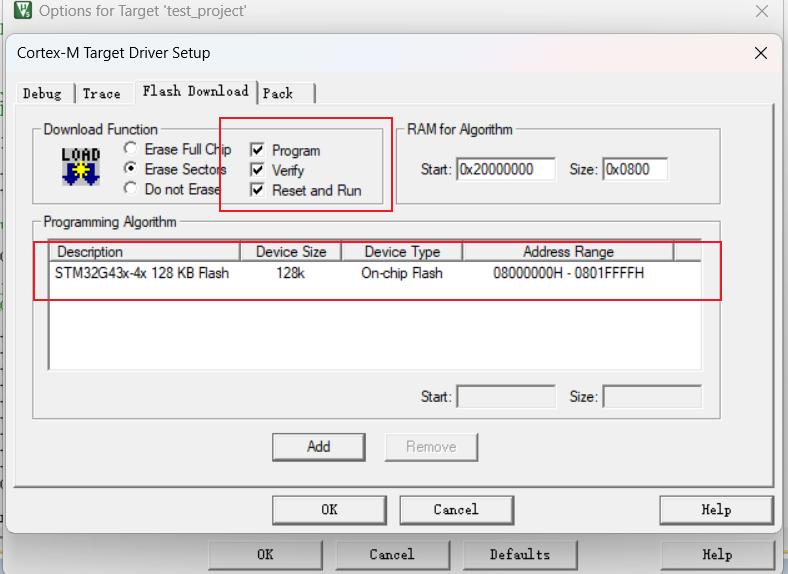 Options for Target 'test_project'
Cortex-M Target Driver Setup
Debug Trace Flash Download Pack
Download Function
LOAD
Erase Full Chip
Erase Sectors
Do not Erase
Program
Verify
Reset and Run
RAM for Algorithm
Start: 0x20000000 Size: 0x0800
Programming Algorithm
Description Device Size Device Type Address Range
STM32G43x-4x 128 KB Flash 128k On-chip Flash 08000000H - 0801FFFFH
Start: Size:
Add Remove
OK Cancel Help
OK Cancel Defaults Help